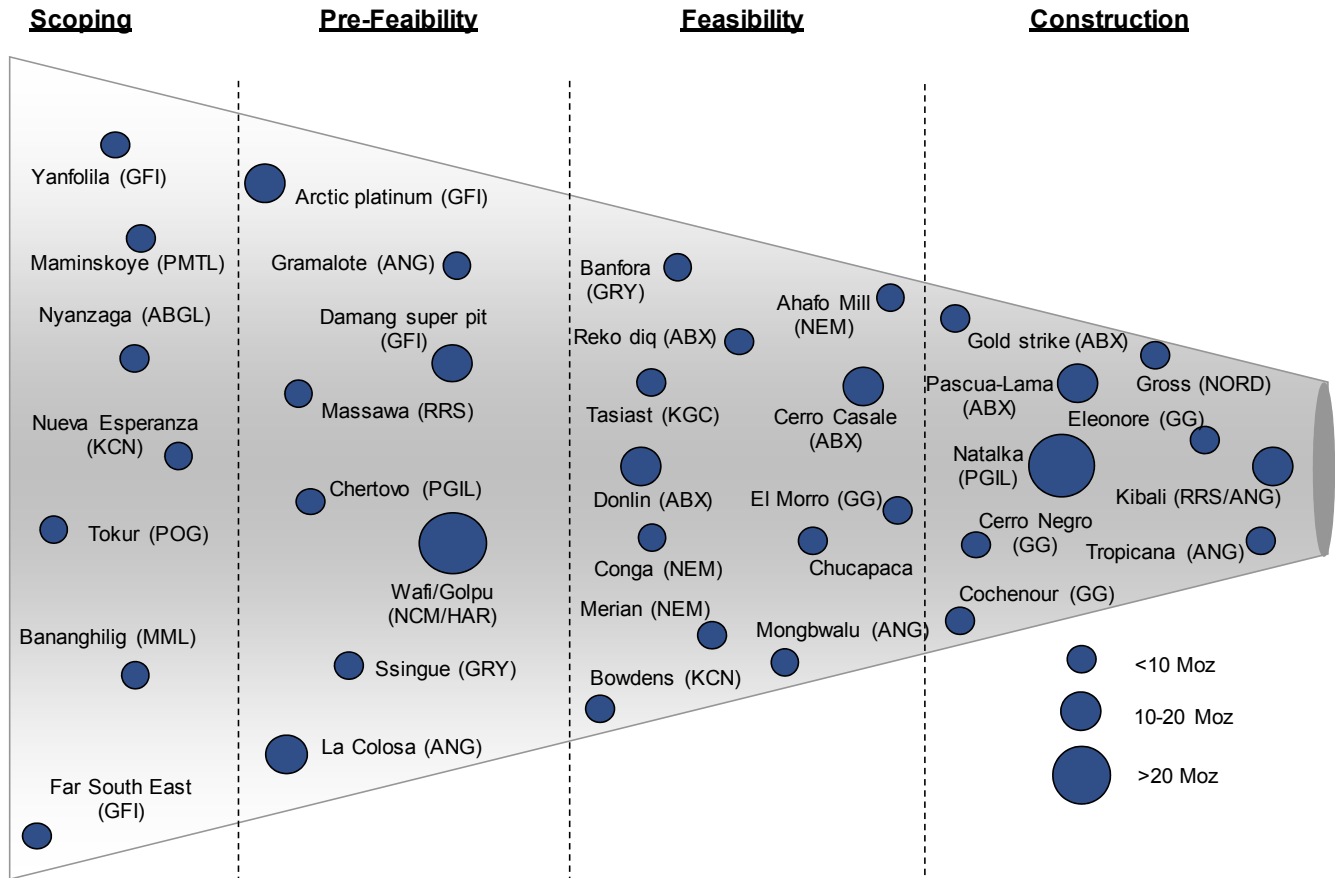 Scoping
Pre-Feaibility
Feasibility
Construction
Yanfolila (GFI)
Maminskoye (PMTL)
Nyanzaga (ABGL)
Nueva Esperanza
(KCN)
Tokur (POG)
Bananghilig (MML)
Far South East
(GFI)
Arctic platinum (GFI)
Gramalote (ANG)
Damang super pit
(GFI)
Massawa (RRS)
Chertovo (PGIL)
Wafi/Golpu
(NCM/HAR)
Ssingue (GRY)
La Colosa (ANG)
Banfora
(GRY)
Ahafo Mill
(NEM)
Reko diq (ABX)
Tasiast (KGC)
Cerro Casale
(ABX)
Donlin (ABX)
El Morro (GG)
Conga (NEM)
Chucapaca
Merian (NEM)
Mongbwalu (ANG)
Bowdens (KCN)
Gold strike (ABX)
Pascua-Lama
(ABX)
Gross (NORD)
Eleonore (GG)
Natalka
(PGIL)
Kibali (RRS/ANG)
Cerro Negro
(GG)
Tropicana (ANG)
Cochenour (GG)
<10 Moz
10-20 Moz
>20 Moz